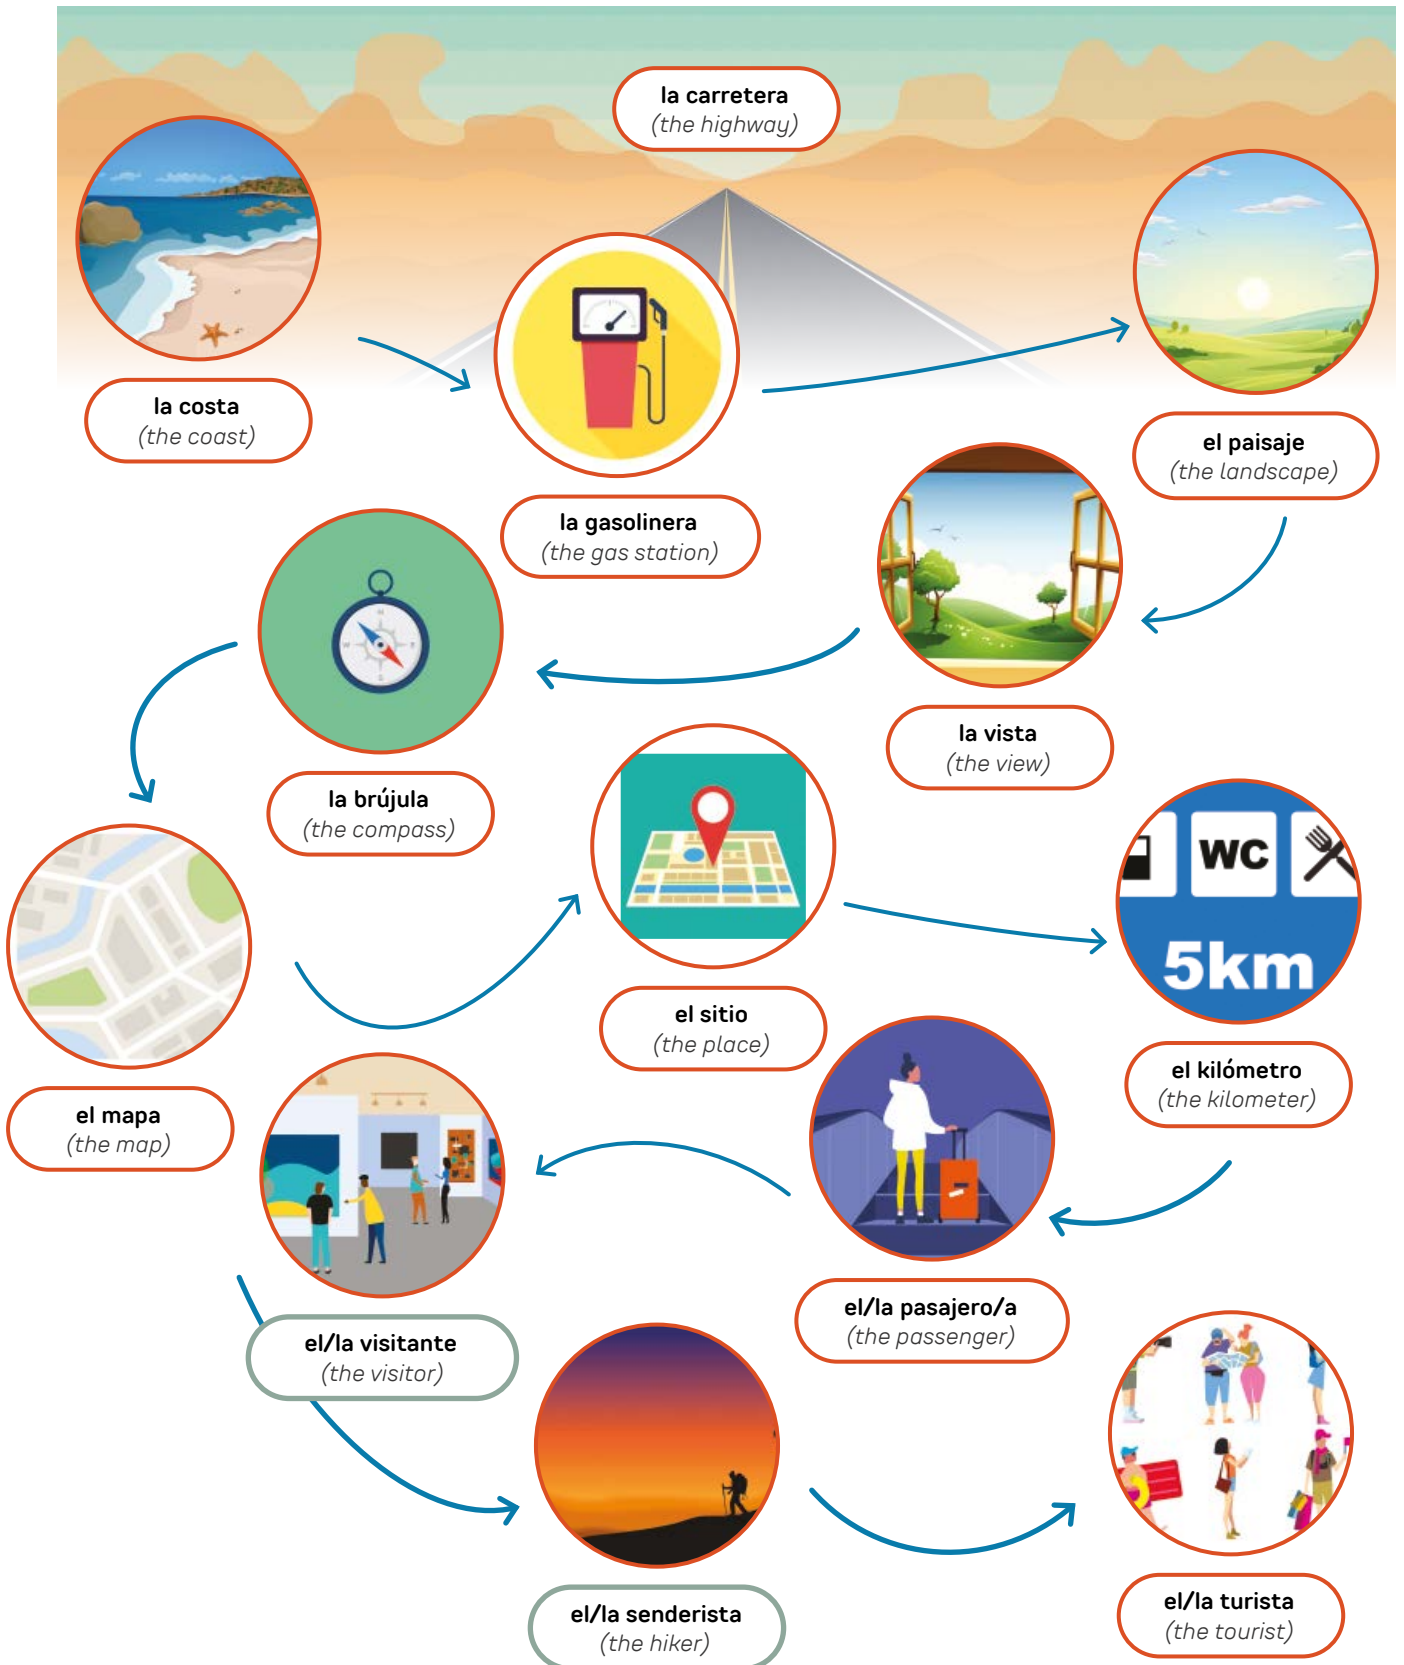 la carretera
(the highway)
la costa
(the coast)
la gasolinera
(the gas station)
el paisaje
(the landscape)
la vista
(the view)
la brújula
(the compass)
el mapa
(the map)
el sitio
(the place)
WC
5km
el kilómetro
(the kilometer)
el/la pasajero/a
(the passenger)
el/la visitante
(the visitor)
el/la senderista
(the hiker)
el/la turista
(the tourist)